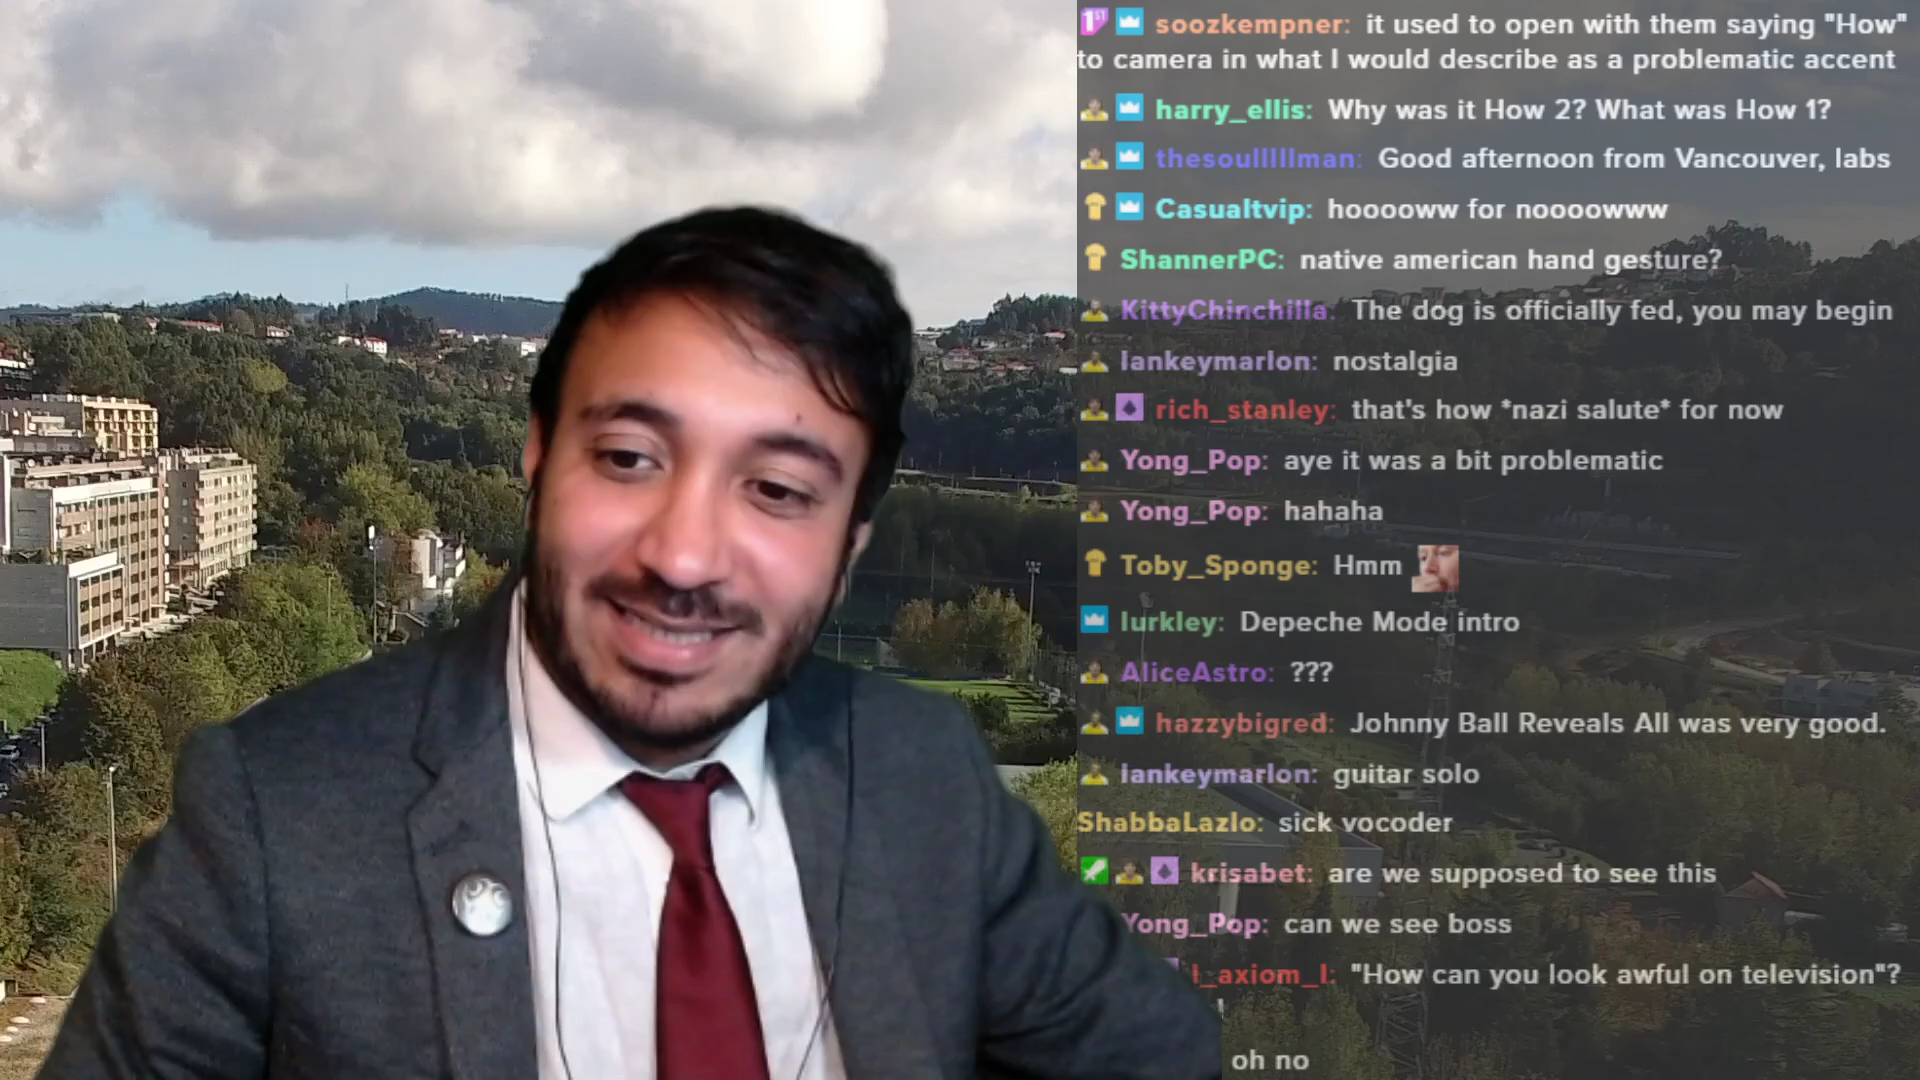 1ST soozkempner: it used to open with them saying "How"
to camera in what I would describe as a problematic accent
harry_ellis: Why was it How 2? What was How 1?
thesoulllllman: Good afternoon from Vancouver, labs
Casualtvip: hooooww for noooowww
ShannerPC: native american hand gesture?
KittyChinchilla: The dog is officially fed, you may begin
lankeymarlon: nostalgia
rich_stanley: that's how *nazi salute* for now
Yong_Pop: aye it was a bit problematic
Yong_Pop: hahaha
Toby_Sponge: Hmm
lurkley: Depeche Mode intro
AliceAstro: ???
hazzybigred: Johnny Ball Reveals All was very good.
lankeymarlon: guitar solo
ShabbaLazlo: sick vocoder
krisabet: are we supposed to see this
Yong_Pop: can we see boss
l_axiom_l: "How can you look awful on television"?
oh no